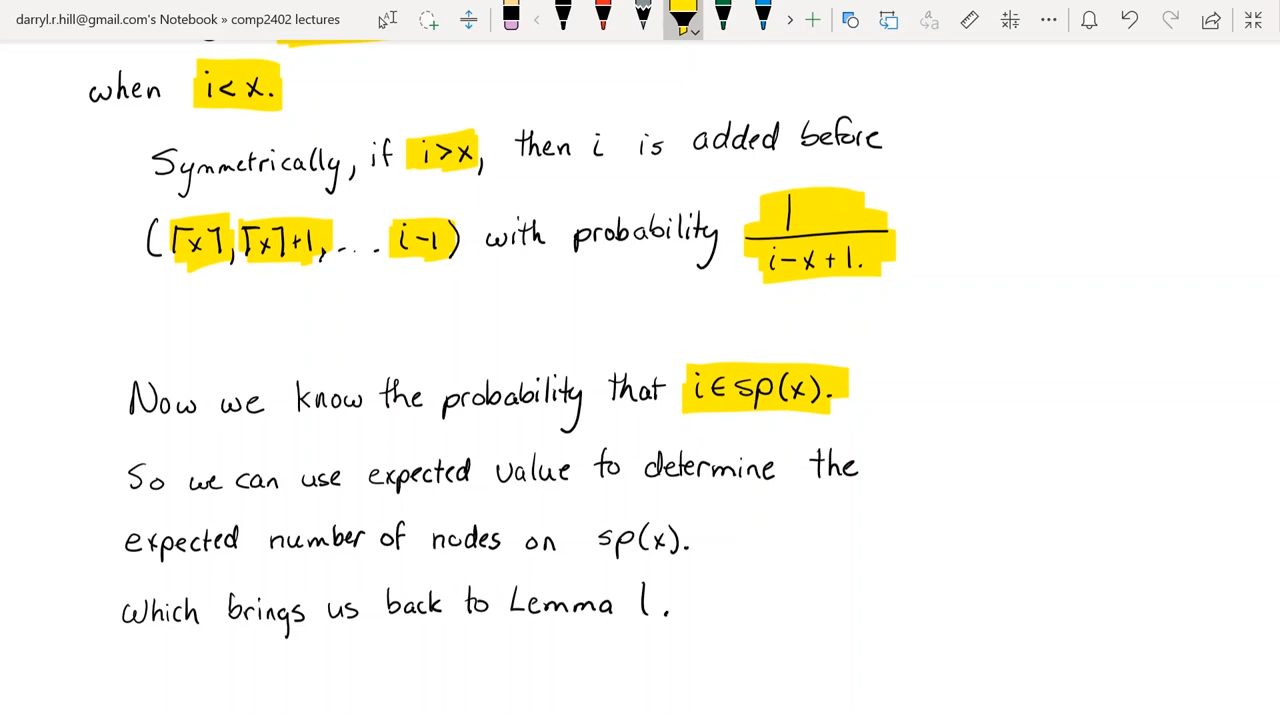 darryl.r.hill@gmail.com's Notebook » comp2402 lectures
when i < x.
Symmetrically, if i > x, then i is added before
(⌈x⌉, ⌈x⌉+1, .... i-1) with probability 1/(i-x+1).
Now we know the probability that i ∈ sp(x).
So we can use expected value to determine the
expected number of nodes on sp(x).
Which brings us back to Lemma 1.